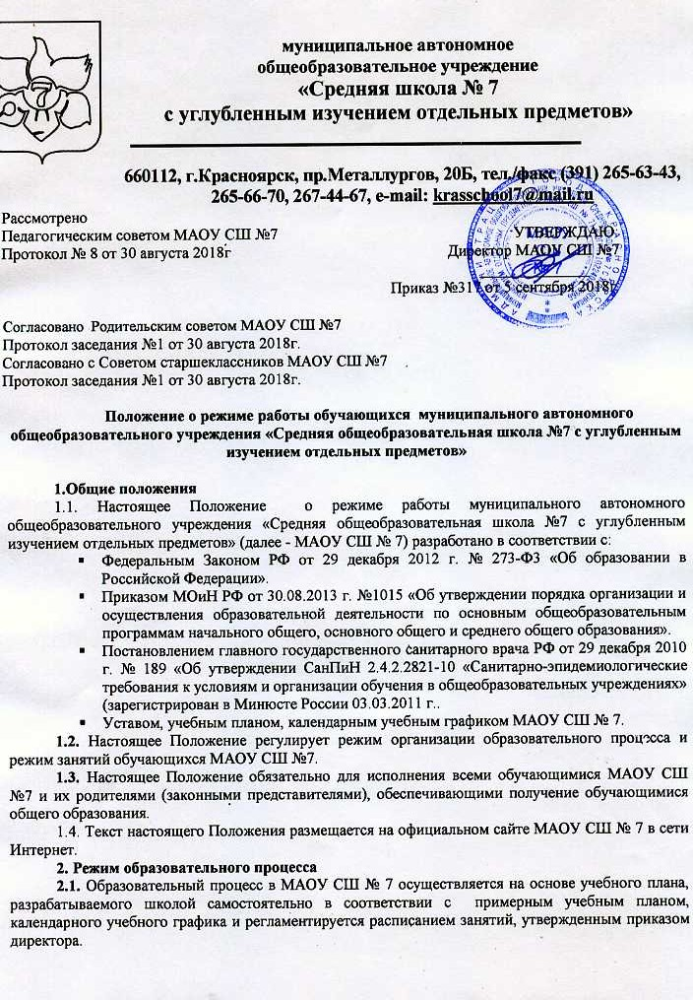 муниципальное автономное
общеобразовательное учреждение
«Средняя школа № 7
с углубленным изучением отдельных предметов»
660112, г.Красноярск, пр.Металлургов, 20Б, тел./факс (391) 265-63-43,
265-66-70, 267-44-67, e-mail: krasschool7@mail.ru
Рассмотрено
Педагогическим советом МАОУ СШ №7
УТВЕРЖДАЮ:
Протокол № 8 от 30 августа 2018г
Директор МАОУ СШ №7
Приказ №317 от 5 сентября 2018г.
Согласовано Родительским советом МАОУ СШ №7
Протокол заседания №1 от 30 августа 2018г.
Согласовано с Советом старшеклассников МАОУ СШ №7
Протокол заседания №1 от 30 августа 2018г.
Положение о режиме работы обучающихся муниципального автономного
общеобразовательного учреждения «Средняя общеобразовательная школа №7 с углубленным
изучением отдельных предметов»
1.Общие положения
1.1. Настоящее Положение о режиме работы муниципального автономного
общеобразовательного учреждения «Средняя общеобразовательная школа №7 с углубленным
изучением отдельных предметов» (далее - МАОУ СШ № 7) разработано в соответствии с:
▪ Федеральным Законом РФ от 29 декабря 2012 г. № 273-ФЗ «Об образовании в
Российской Федерации».
▪ Приказом МОиН РФ от 30.08.2013 г. №1015 «Об утверждении порядка организации и
осуществления образовательной деятельности по основным общеобразовательным
программам начального общего, основного общего и среднего общего образования».
▪ Постановлением главного государственного санитарного врача РФ от 29 декабря 2010
г. № 189 «Об утверждении СанПиН 2.4.2.2821-10 «Санитарно-эпидемиологические
требования к условиям и организации обучения в общеобразовательных учреждениях»
(зарегистрирован в Минюсте России 03.03.2011 г..
▪ Уставом, учебным планом, календарным учебным графиком МАОУ СШ № 7.
1.2. Настоящее Положение регулирует режим организации образовательного процесса и
режим занятий обучающихся МАОУ СШ №7.
1.3. Настоящее Положение обязательно для исполнения всеми обучающимися МАОУ СШ
№7 и их родителями (законными представителями), обеспечивающими получение обучающимися
общего образования.
1.4. Текст настоящего Положения размещается на официальном сайте МАОУ СШ № 7 в сети
Интернет.
2. Режим образовательного процесса
2.1. Образовательный процесс в МАОУ СШ № 7 осуществляется на основе учебного плана,
разрабатываемого школой самостоятельно в соответствии с примерным учебным планом,
календарного учебного графика и регламентируется расписанием занятий, утвержденным приказом
директора.